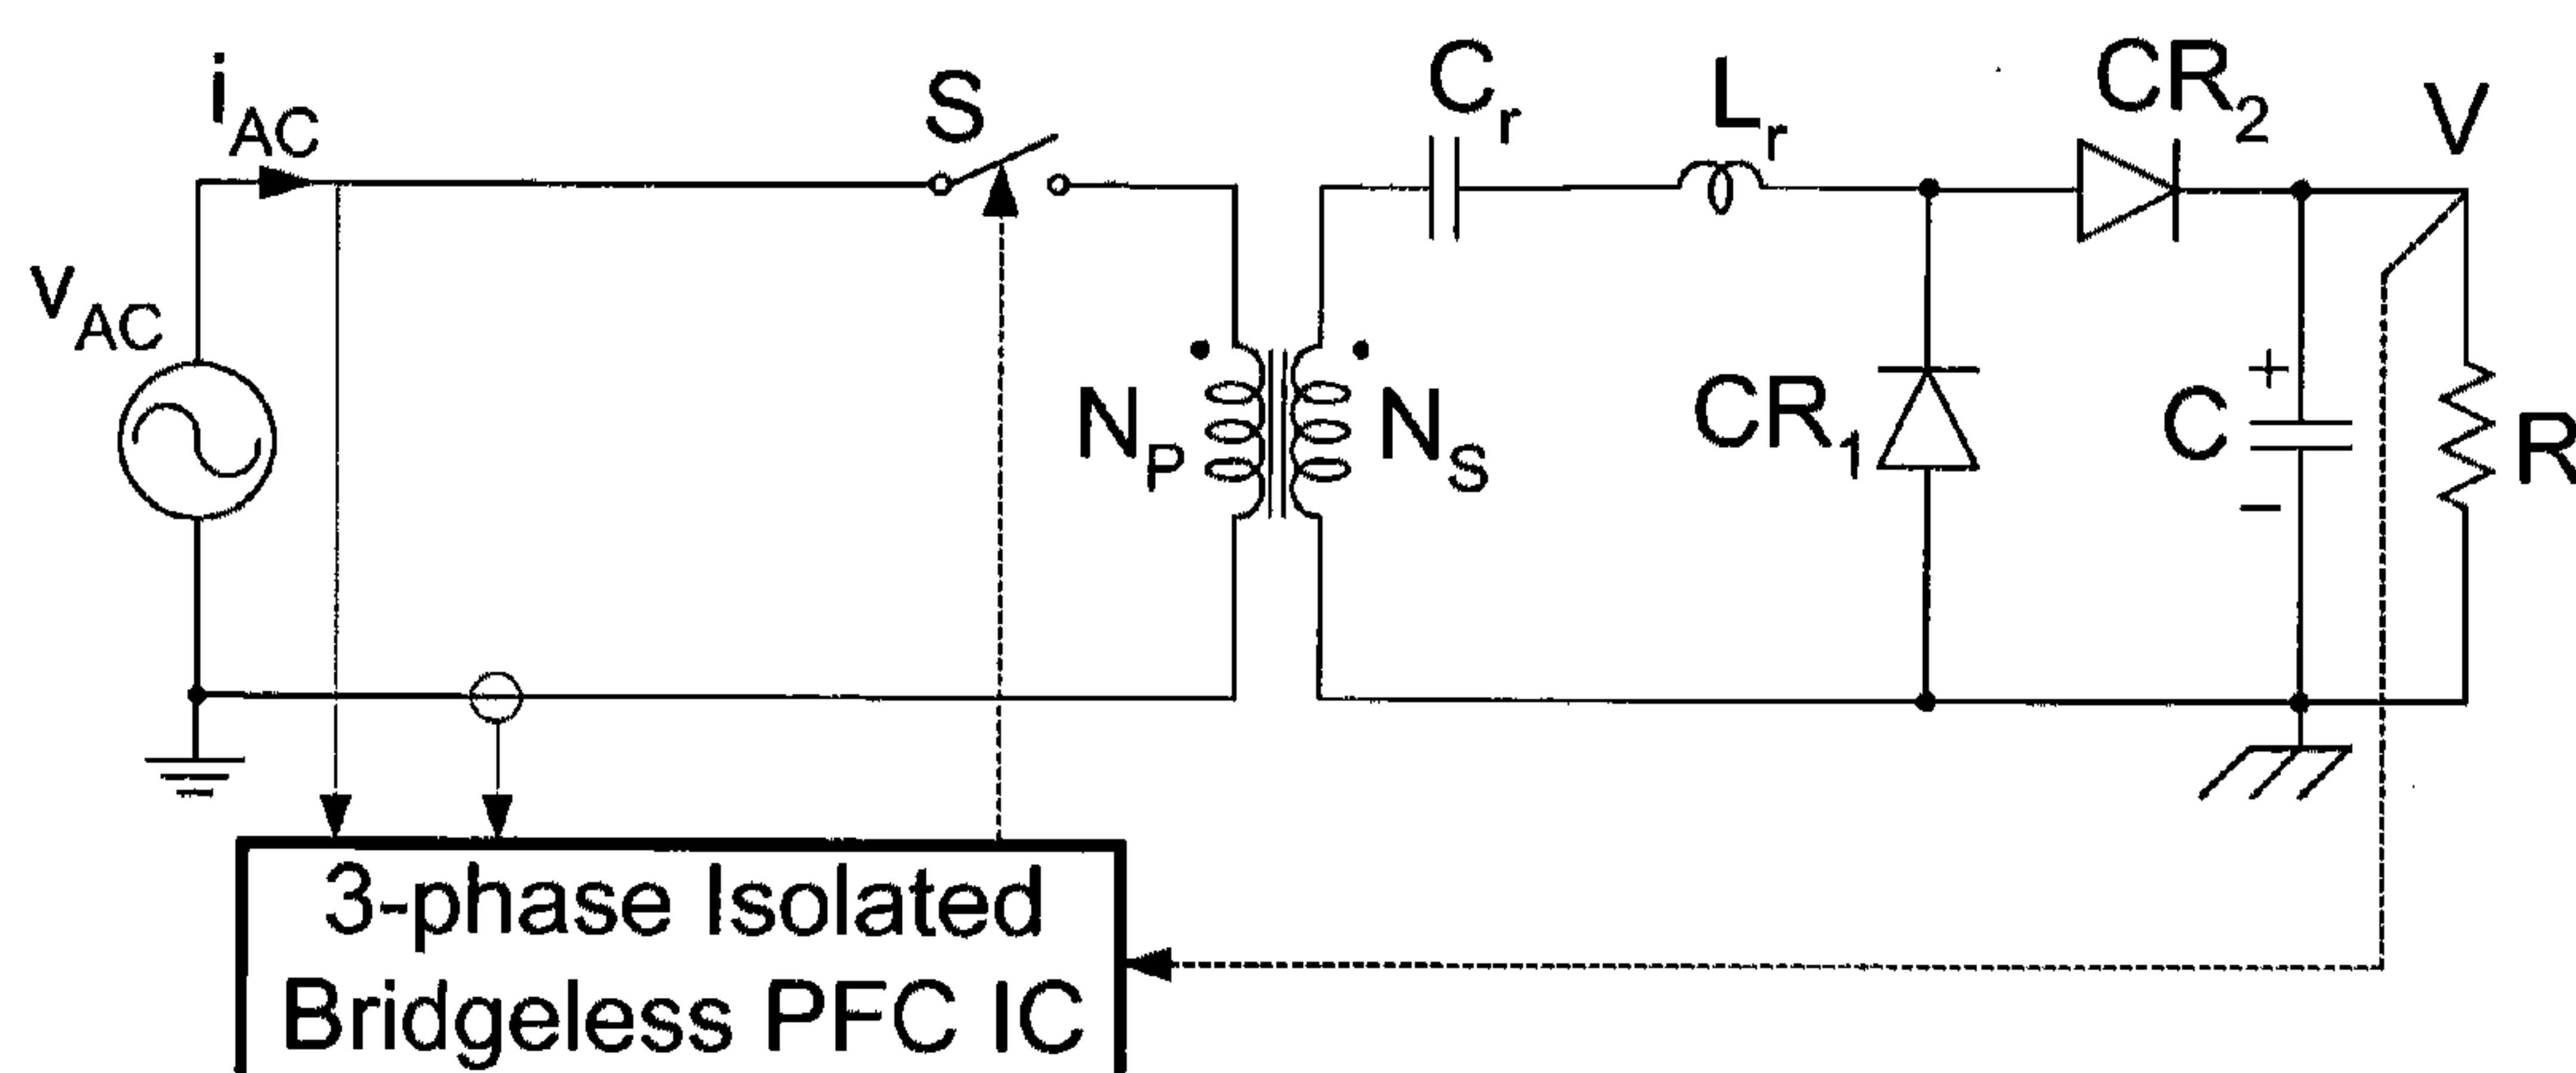 i_AC
S
C_r
L_r
CR_2
V
v_AC
N_P
N_S
CR_1
C
+
−
R
3-phase Isolated
Bridgeless PFC IC